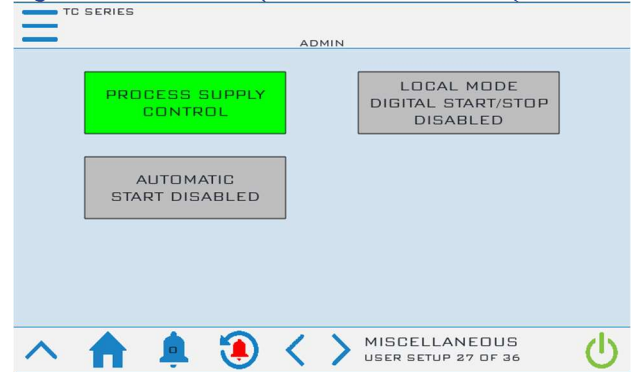 TC SERIES
ADMIN
PROCESS SUPPLY
CONTROL
LOCAL MODE
DIGITAL START/STOP
DISABLED
AUTOMATIC
START DISABLED
0
MISCELLANEOUS
USER SETUP 27 OF 36